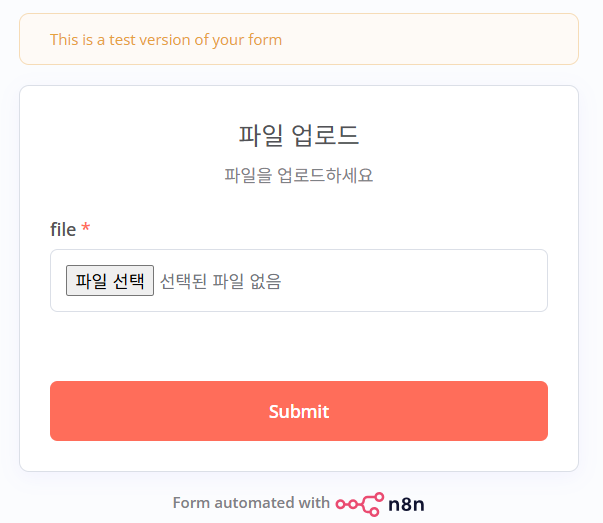 This is a test version of your form
파일 업로드
파일을 업로드하세요
file *
파일 선택 선택된 파일 없음
Submit
Form automated with n8n